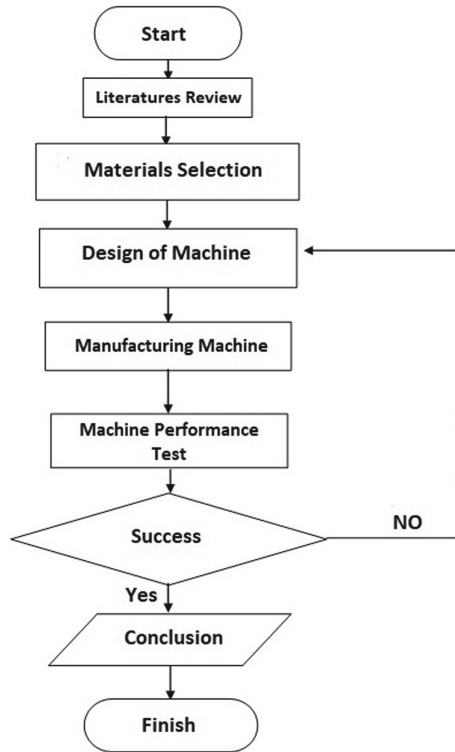 Start
Literatures Review
Materials Selection
Design of Machine
Manufacturing Machine
Machine Performance
Test
Success
NO
Yes
Conclusion
Finish